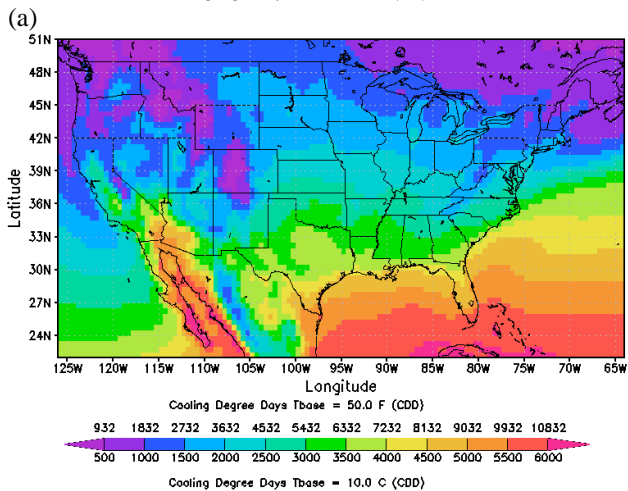 (a)
51N
48N
45N
42N
39N
36N
33N
30N
27N
24N
Latitude
125W 120W 115W 110W 105W 100W 95W 90W 85W 80W 75W 70W 65W
Longitude
Cooling Degree Days Tbase = 50.0 F (CDD)
932 1832 2732 3632 4532 5432 6332 7232 8132 9032 9932 10832
500 1000 1500 2000 2500 3000 3500 4000 4500 5000 5500 6000
Cooling Degree Days Tbase = 10.0 C (CDD)